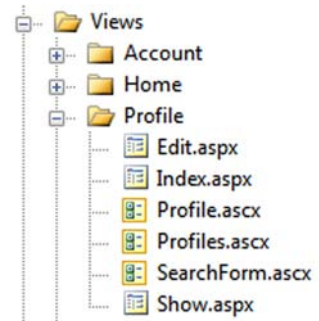 Views
Account
Home
Profile
Edit.aspx
Index.aspx
Profile.ascx
Profiles.ascx
SearchForm.ascx
Show.aspx